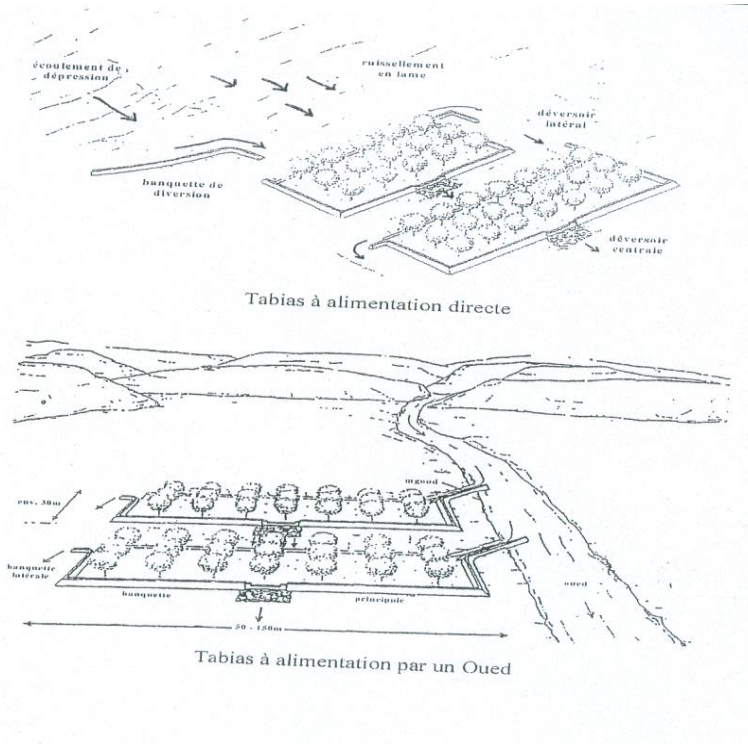 écoulement de
dépression
ruissellement
en lame
déversoir
latéral
banquette de
diversion
déversoir
centrale
Tabias à alimentation directe
env. 30m
mgoud
banquette
latérale
banquette
principale
oued
50 - 150m
Tabias à alimentation par un Oued